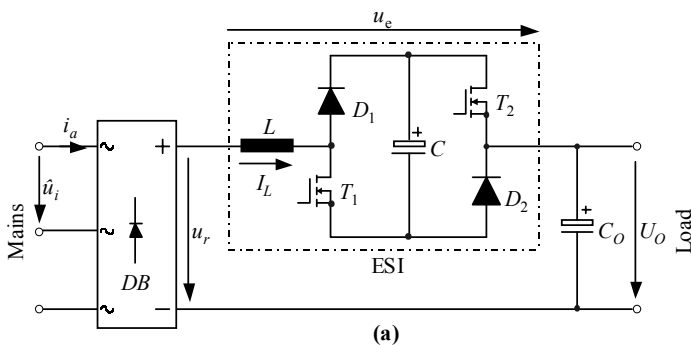 u_e
D_1
T_2
i_a
+
L
+
C
û_i
I_L
T_1
D_2
+
Mains
DB
u_r
C_O
U_O
Load
ESI
−
(a)